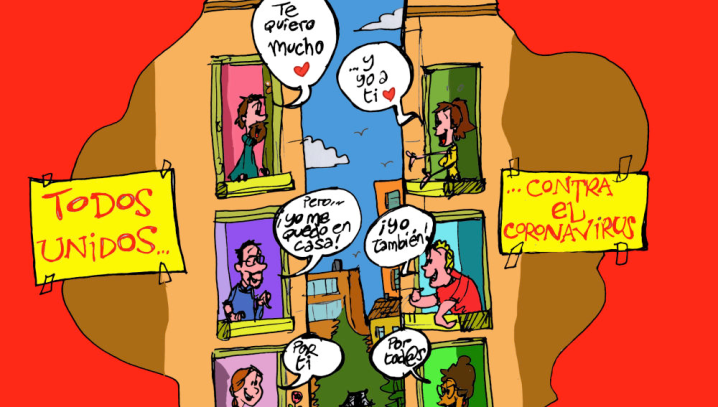 Te
quiero
mucho
...y
yo a
ti
TODOS
UNIDOS...
...CONTRA
EL
CORONAVIRUS
Pero...
¡yo me
quedo en
casa!
¡yo
también!
Por
ti
Por
tod@s